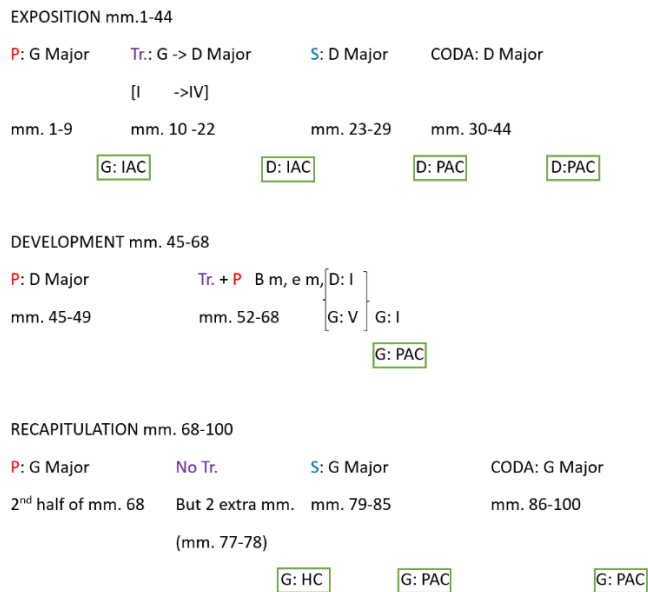 EXPOSITION mm.1-44
P: G Major Tr.: G -> D Major S: D Major CODA: D Major
[I ->IV]
mm. 1-9 mm. 10 -22 mm. 23-29 mm. 30-44
G: IAC D: IAC D: PAC D:PAC
DEVELOPMENT mm. 45-68
P: D Major Tr. + P B m, e m, D: I
mm. 45-49 mm. 52-68 G: V G: I
G: PAC
RECAPITULATION mm. 68-100
P: G Major No Tr. S: G Major CODA: G Major
2nd half of mm. 68 But 2 extra mm. mm. 79-85 mm. 86-100
(mm. 77-78)
G: HC G: PAC G: PAC